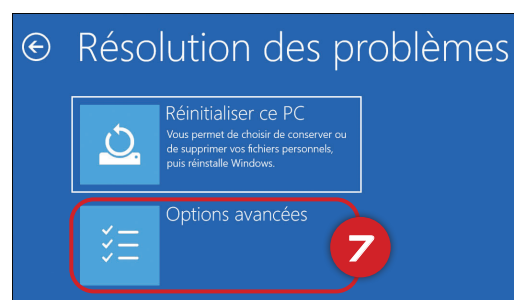 Résolution des problèmes
Réinitialiser ce PC
Vous permet de choisir de conserver ou
de supprimer vos fichiers personnels,
puis réinstalle Windows.
Options avancées
7